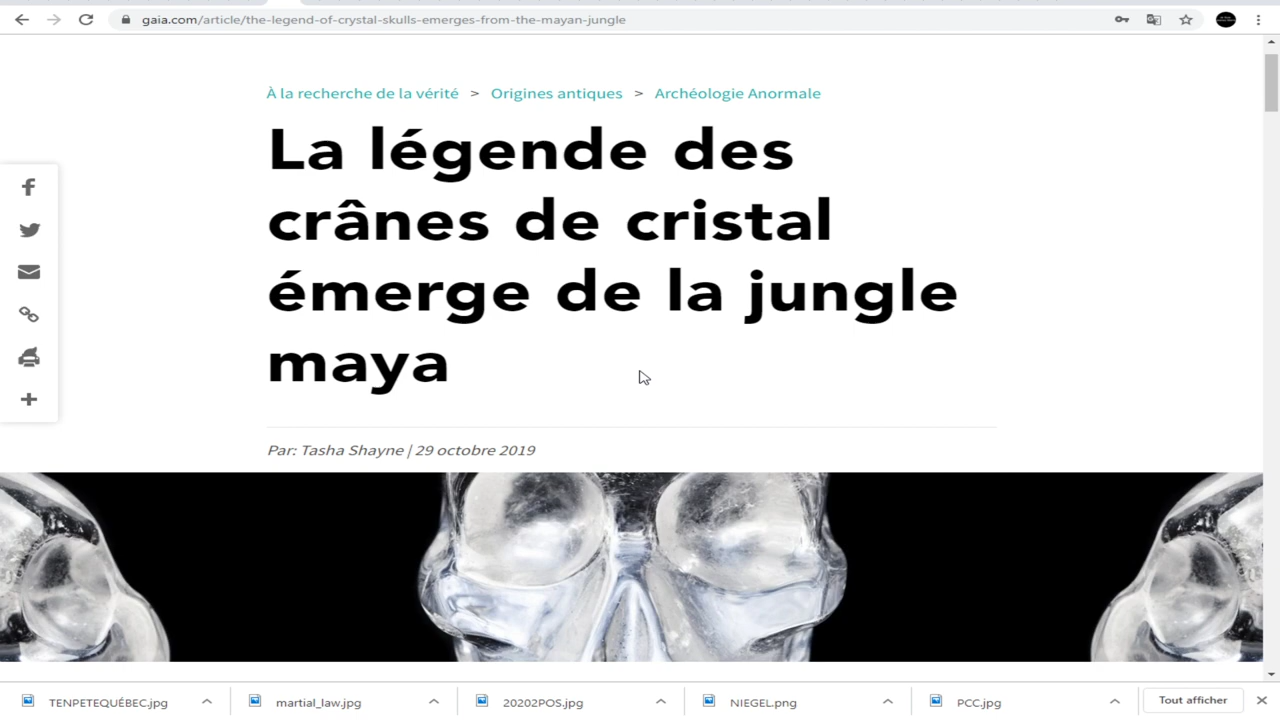 gaia.com/article/the-legend-of-crystal-skulls-emerges-from-the-mayan-jungle
À la recherche de la vérité > Origines antiques > Archéologie Anormale
La légende des
crânes de cristal
émerge de la jungle
maya
Par: Tasha Shayne | 29 octobre 2019
TENPETEQUÉBEC.jpg
martial_law.jpg
20202POS.jpg
NIEGEL.png
PCC.jpg
Tout afficher